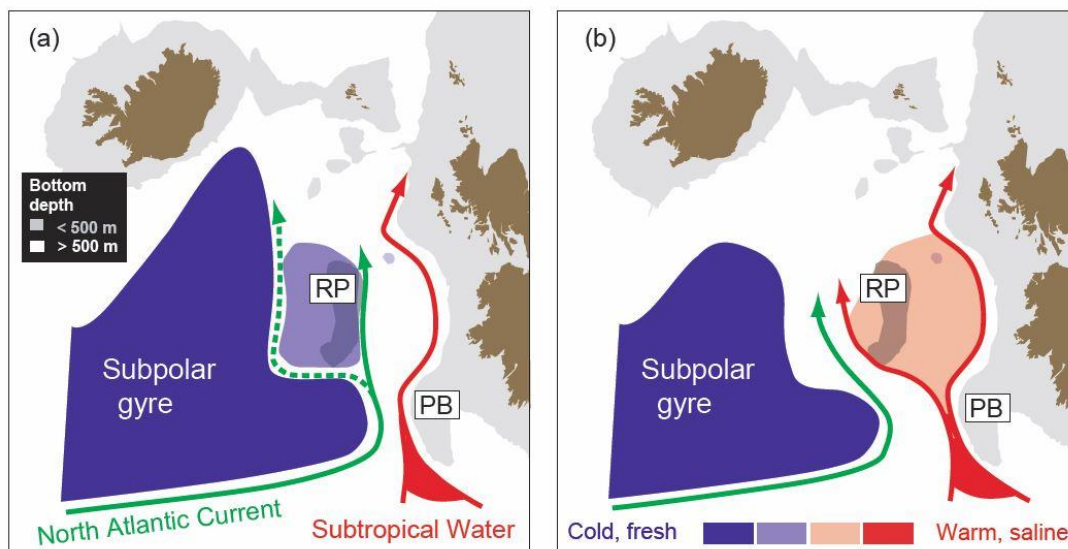 (a)
Bottom
depth
< 500 m
> 500 m
RP
Subpolar
gyre
PB
North Atlantic Current
Subtropical Water
(b)
RP
Subpolar
gyre
PB
Cold, fresh
Warm, saline